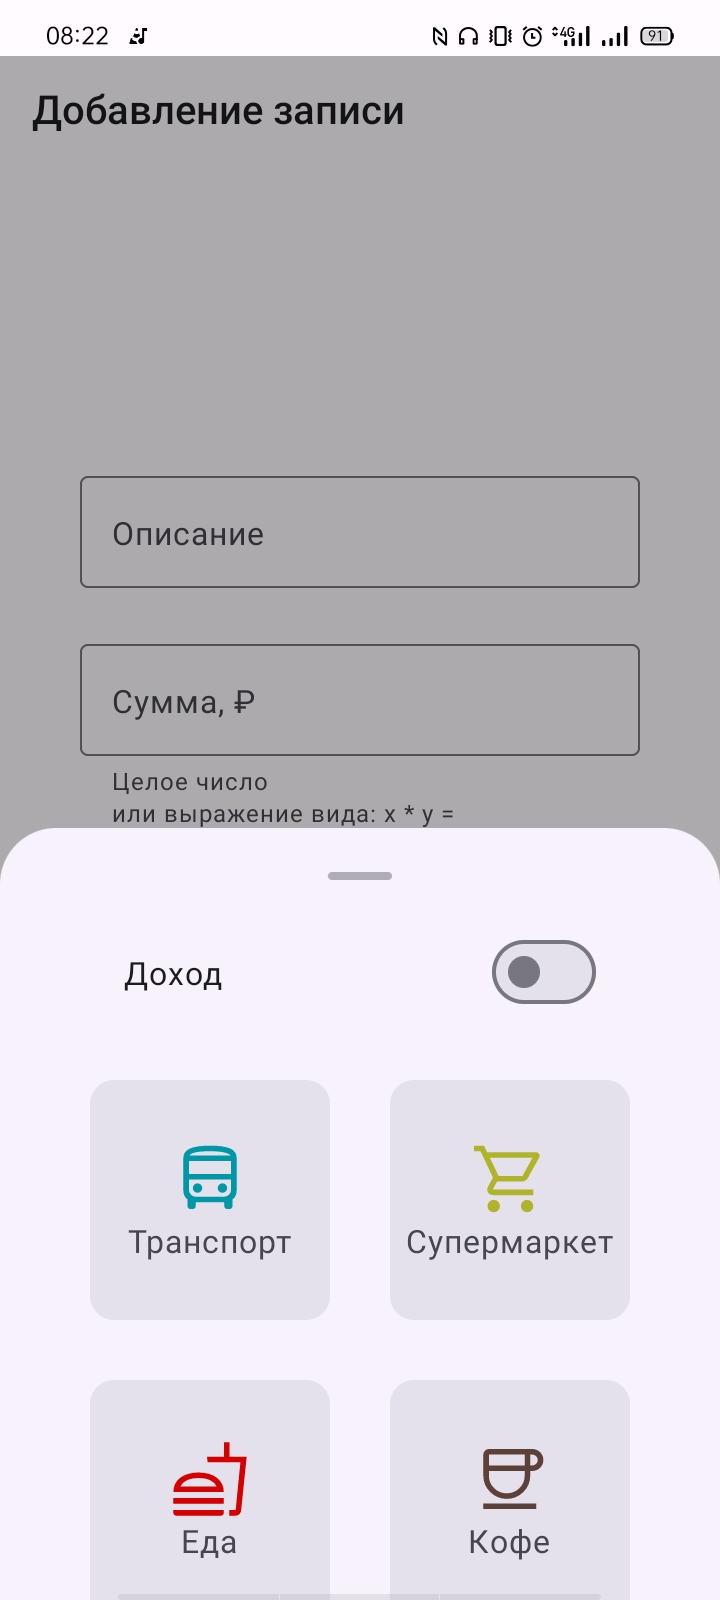 08:22
4G
91
Добавление записи
Описание
Сумма, ₽
Целое число
или выражение вида: x * y =
Доход
Транспорт
Супермаркет
Еда
Кофе